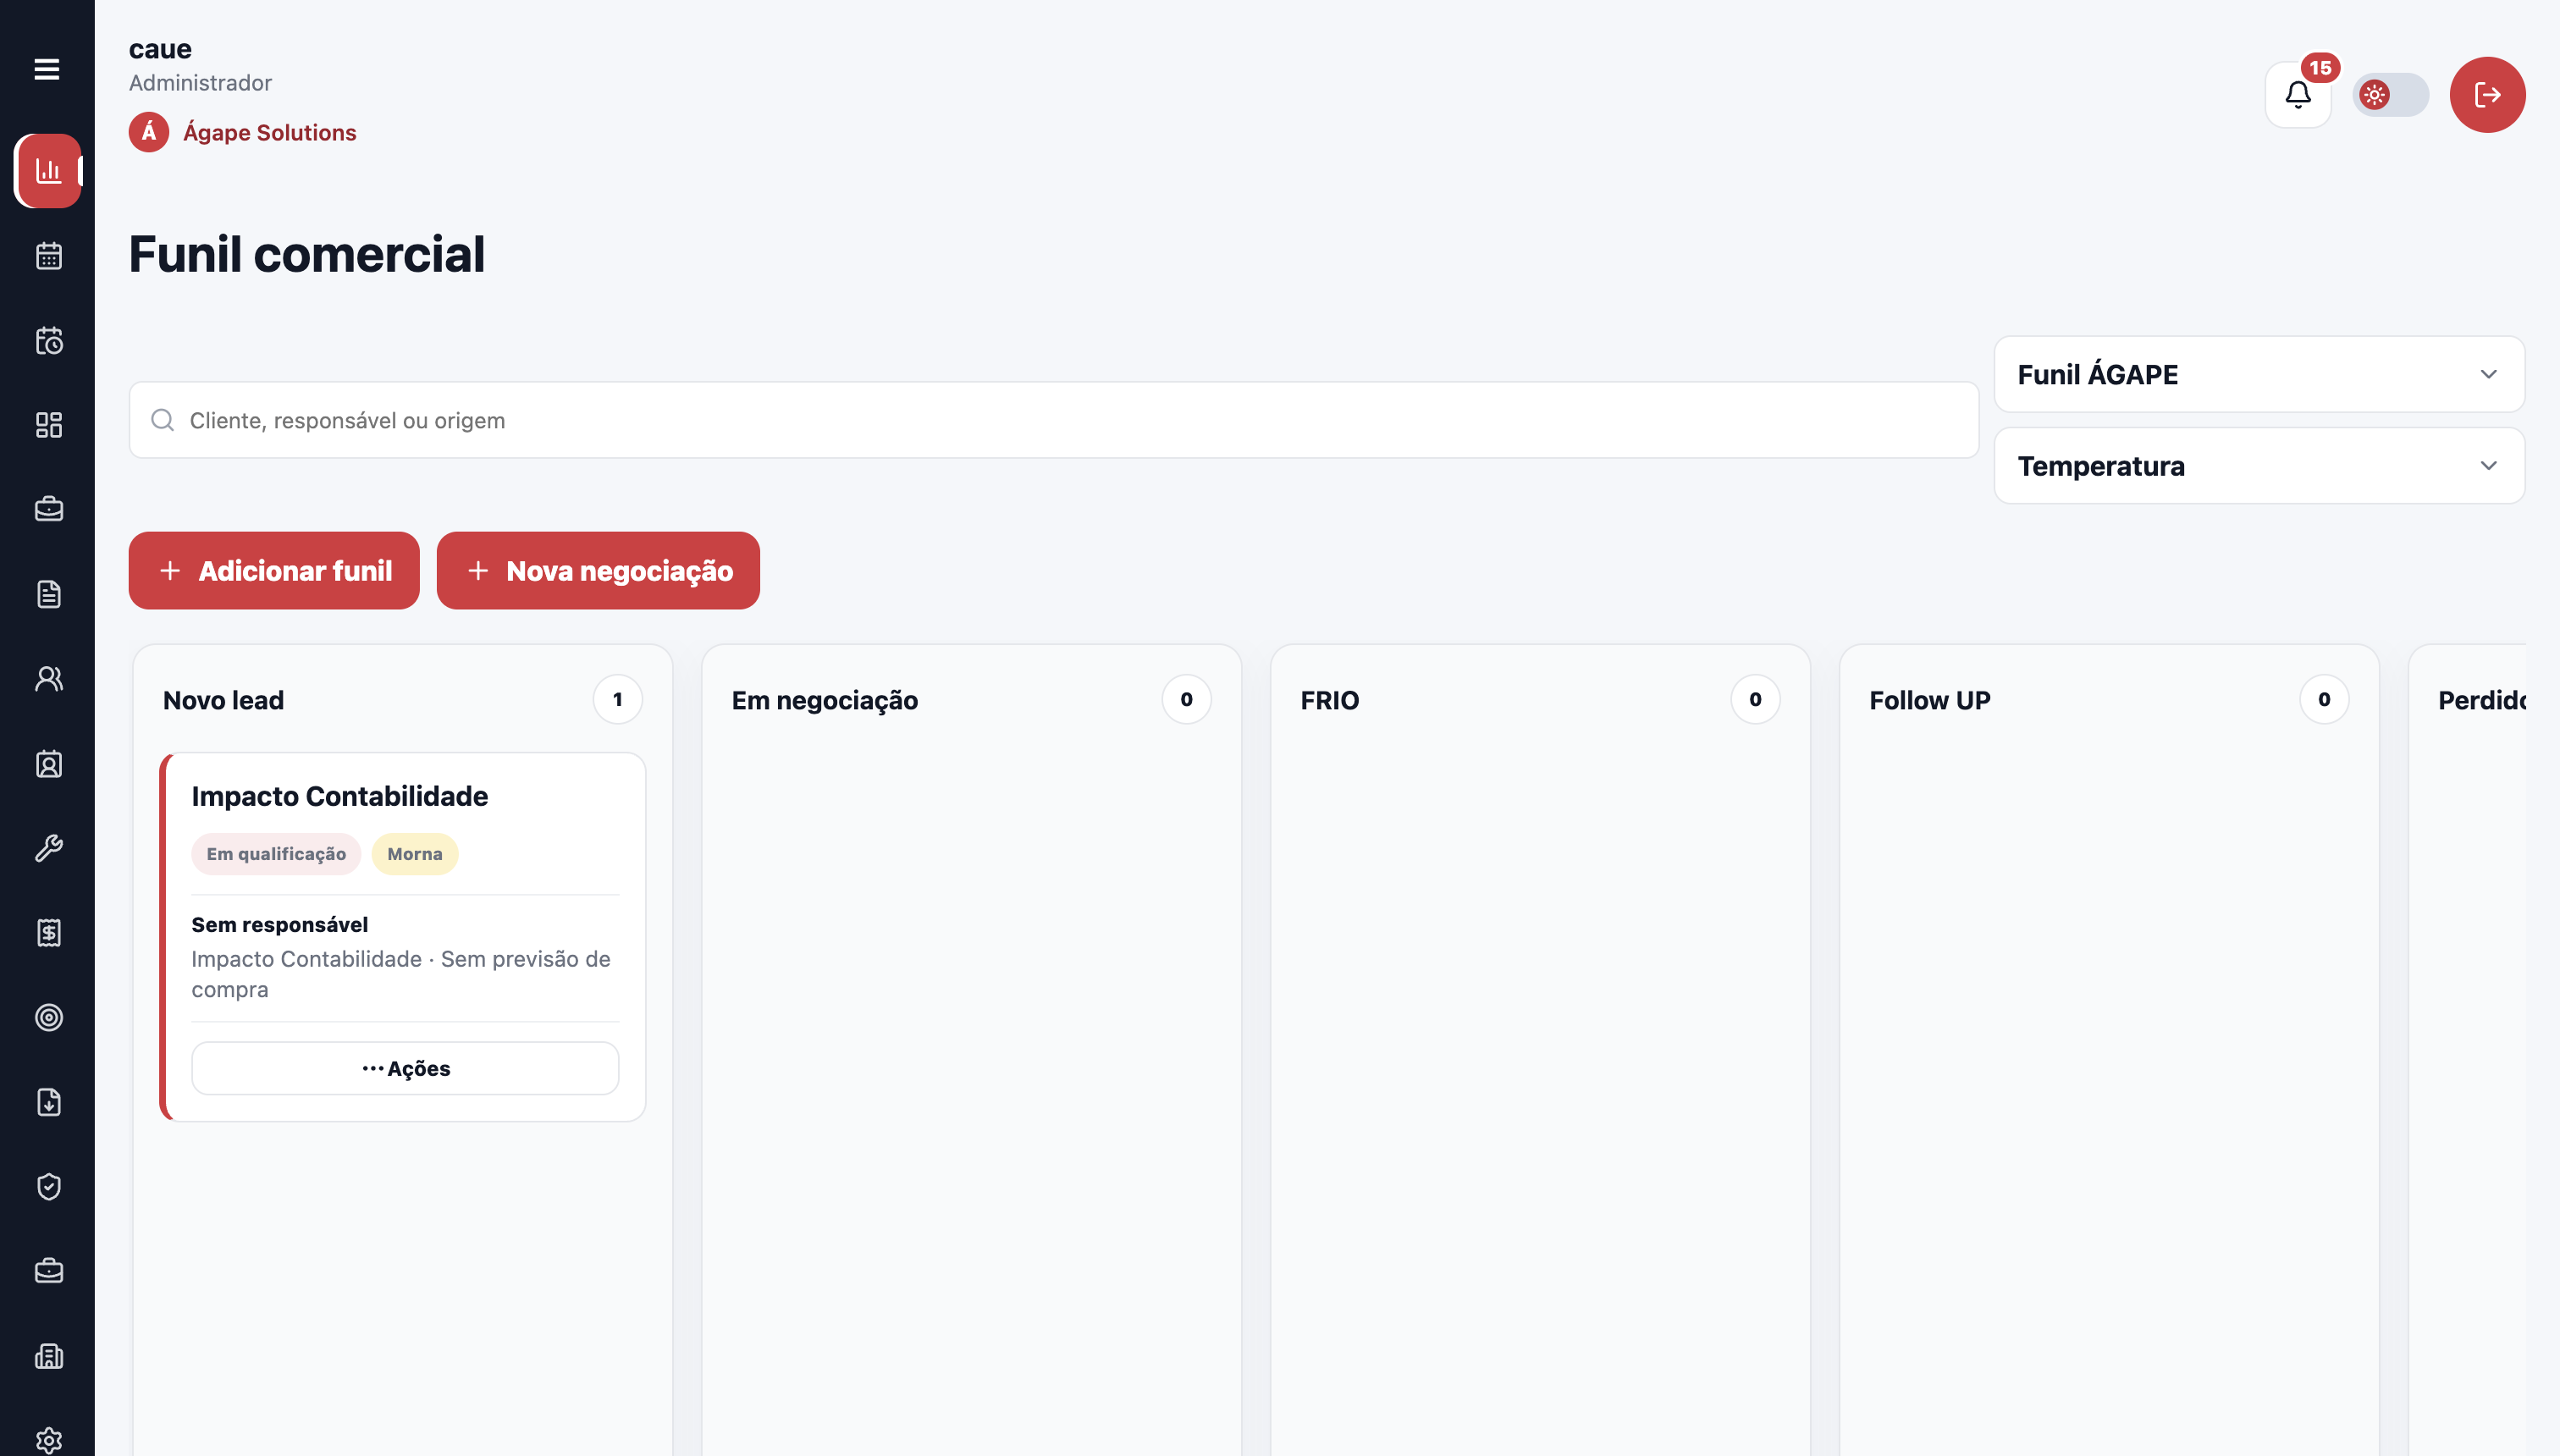 caue
Administrador
15
Á
Ágape Solutions
Funil comercial
Cliente, responsável ou origem
Funil ÁGAPE
Temperatura
+ Adicionar funil
+ Nova negociação
Novo lead
1
Em negociação
0
FRIO
0
Follow UP
0
Perdido
Impacto Contabilidade
Em qualificação
Morna
Sem responsável
Impacto Contabilidade · Sem previsão de
compra
··· Ações